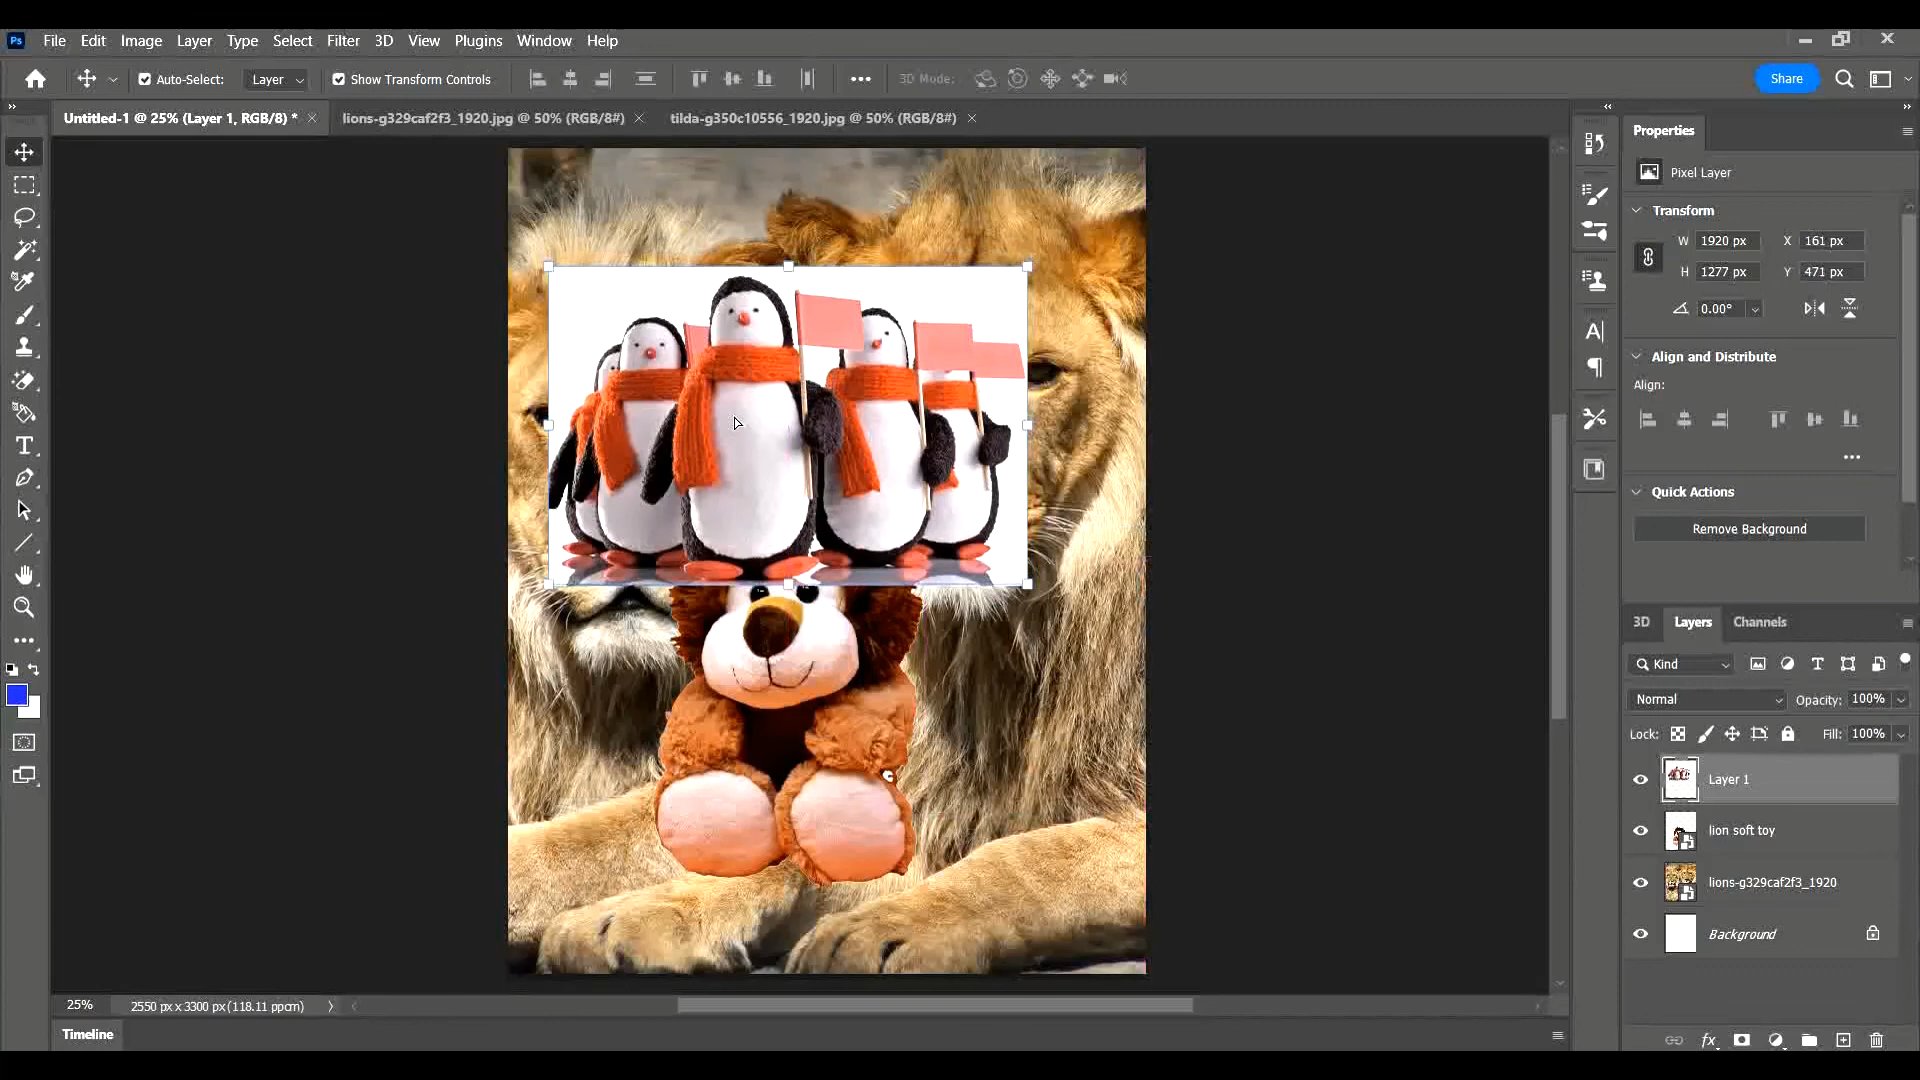 Ps File Edit Image Layer Type Select Filter 3D View Plugins Window Help
Auto-Select: Layer Show Transform Controls 3D Mode: Share
Untitled-1 @ 25% (Layer 1, RGB/8) * lions-g329caf2f3_1920.jpg @ 50% (RGB/8#) tilda-g350c10556_1920.jpg @ 50% (RGB/8#)
Properties
Pixel Layer
Transform
W 1920 px X 161 px
H 1277 px Y 471 px
0.00°
Align and Distribute
Align:
Quick Actions
Remove Background
3D Layers Channels
Kind
Normal Opacity: 100%
Lock: Fill: 100%
Layer 1
lion soft toy
lions-g329caf2f3_1920
Background
fx
25% 2550 px x 3300 px (118.11 ppcm)
Timeline